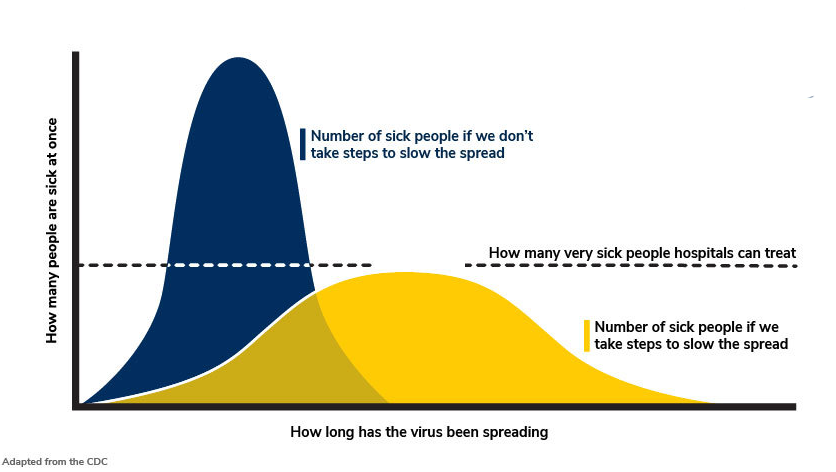 How many people are sick at once
Number of sick people if we don't
take steps to slow the spread
How many very sick people hospitals can treat
Number of sick people if we
take steps to slow the spread
How long has the virus been spreading
Adapted from the CDC